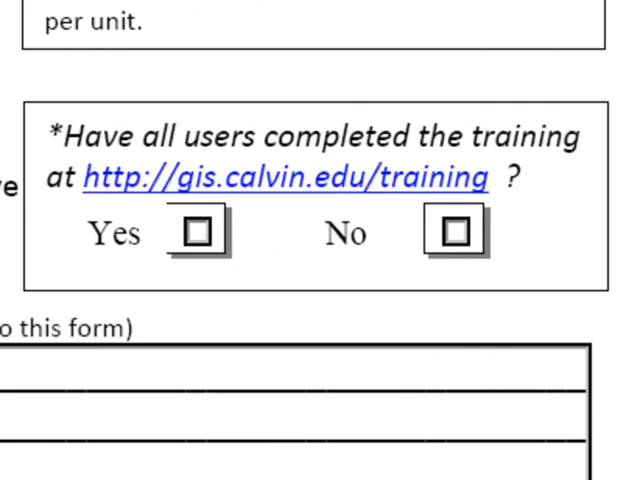 per unit.
*Have all users completed the training
at http://gis.calvin.edu/training ?
Yes No
o this form)